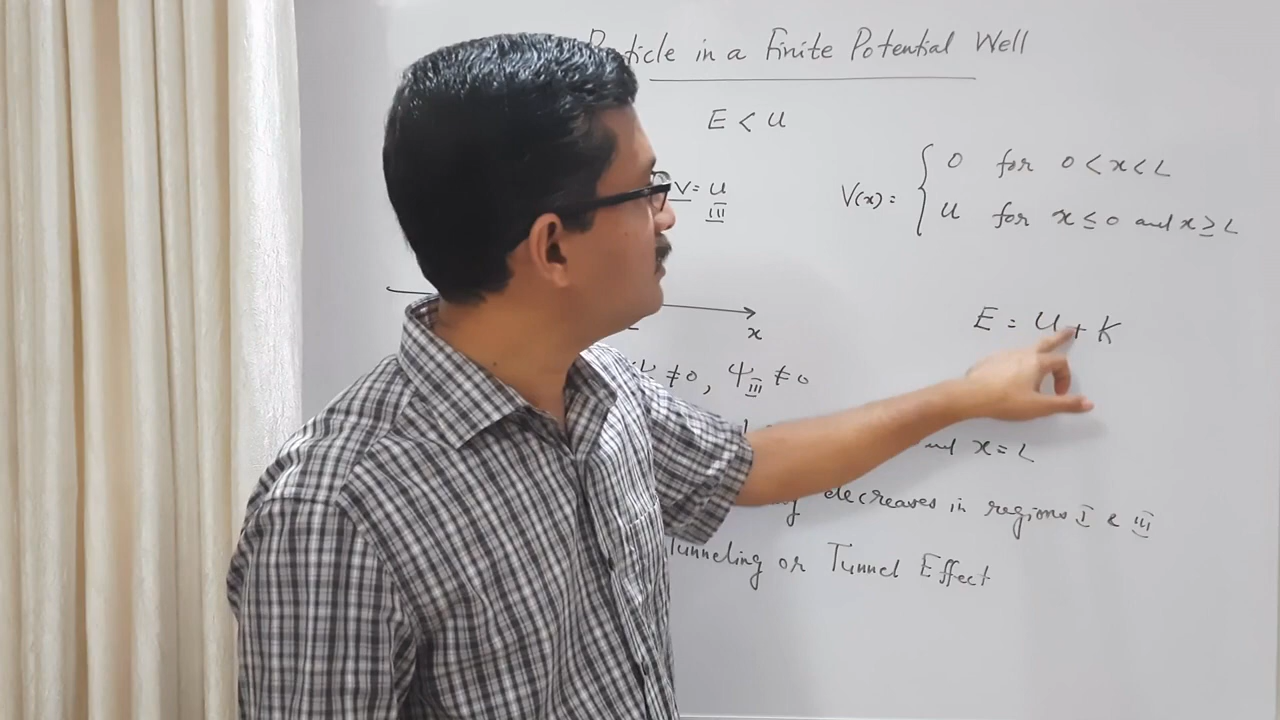 Particle in a Finite Potential Well
E < U
V = U
III
V(x) = { 0 for 0 < x < L
U for x ≤ 0 and x ≥ L
x
E = U + K
≠ 0, Ψ_III ≠ 0
and x = L
decreases in regions I & III
Tunneling or Tunnel Effect